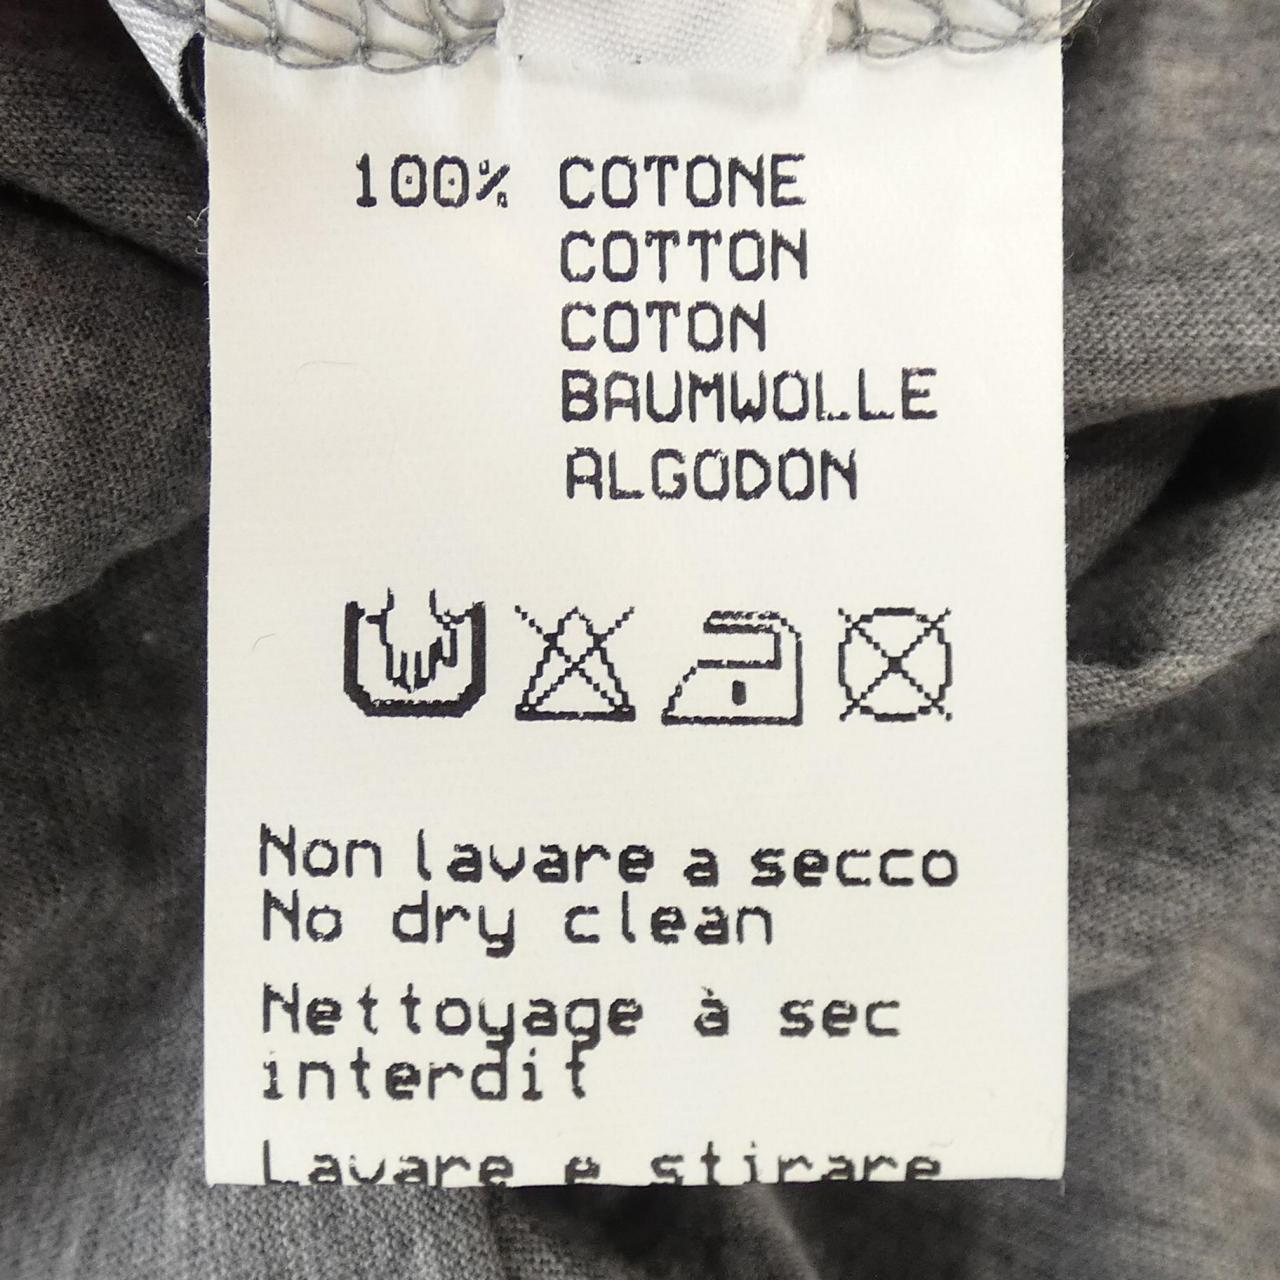 100% COTONE
COTTON
COTON
BAUMWOLLE
ALGODON
Non lavare a secco
No dry clean
Nettoyage à sec
interdit
Lavare e stirare